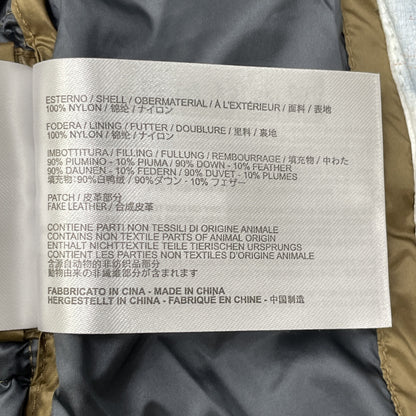 ESTERNO / SHELL / OBERMATERIAL / À L'EXTÉRIEUR / 面料 / 表地
100% NYLON / 锦纶 / ナイロン
FODERA / LINING / FUTTER / DOUBLURE / 里料 / 裏地
100% NYLON / 锦纶 / ナイロン
IMBOTTITURA / FILLING / FULLUNG / REMBOURRAGE / 填充物 / 中わた
90% PIUMINO - 10% PIUMA / 90% DOWN - 10% FEATHER
90% DAUNEN - 10% FEDERN / 90% DUVET - 10% PLUMES
填充物：90%白鸭绒 / 90%ダウン - 10% フェザー
PATCH / 皮革部分
FAKE LEATHER / 合成皮革
CONTIENE PARTI NON TESSILI DI ORIGINE ANIMALE
CONTAINS NON TEXTILE PARTS OF ANIMAL ORIGIN
ENTHALT NICHTTEXTILE TEILE TIERISCHEN URSPRUNGS
CONTIENT LES PARTIES NON TEXTILES D'ORIGINE ANIMALE
含源自动物的非纺织品部分
動物由来の非繊維部分が含まれます
FABBRICATO IN CINA - MADE IN CHINA
HERGESTELLT IN CHINA - FABRIQUÉ EN CHINE - 中国制造